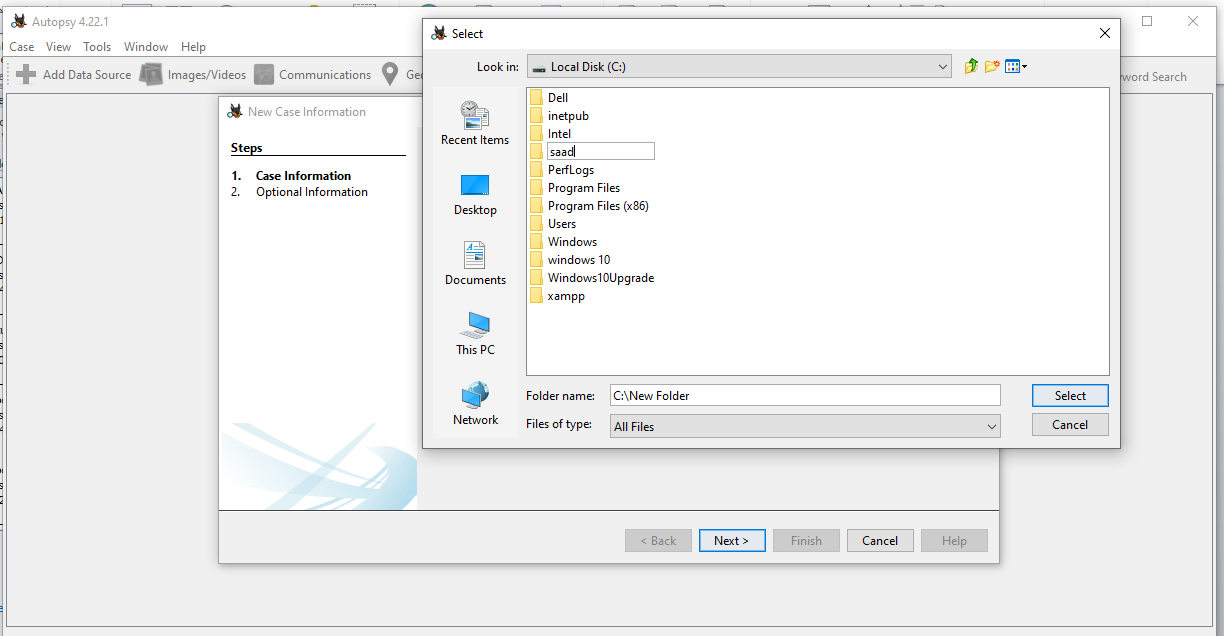 Autopsy 4.22.1
Case View Tools Window Help
Add Data Source Images/Videos Communications Geo
word Search
New Case Information
Steps
1. Case Information
2. Optional Information
< Back Next > Finish Cancel Help
Select
Look in: Local Disk (C:)
Recent Items
Desktop
Documents
This PC
Network
Dell
inetpub
Intel
saad
PerfLogs
Program Files
Program Files (x86)
Users
Windows
windows 10
Windows10Upgrade
xampp
Folder name: C:\New Folder Select
Files of type: All Files Cancel